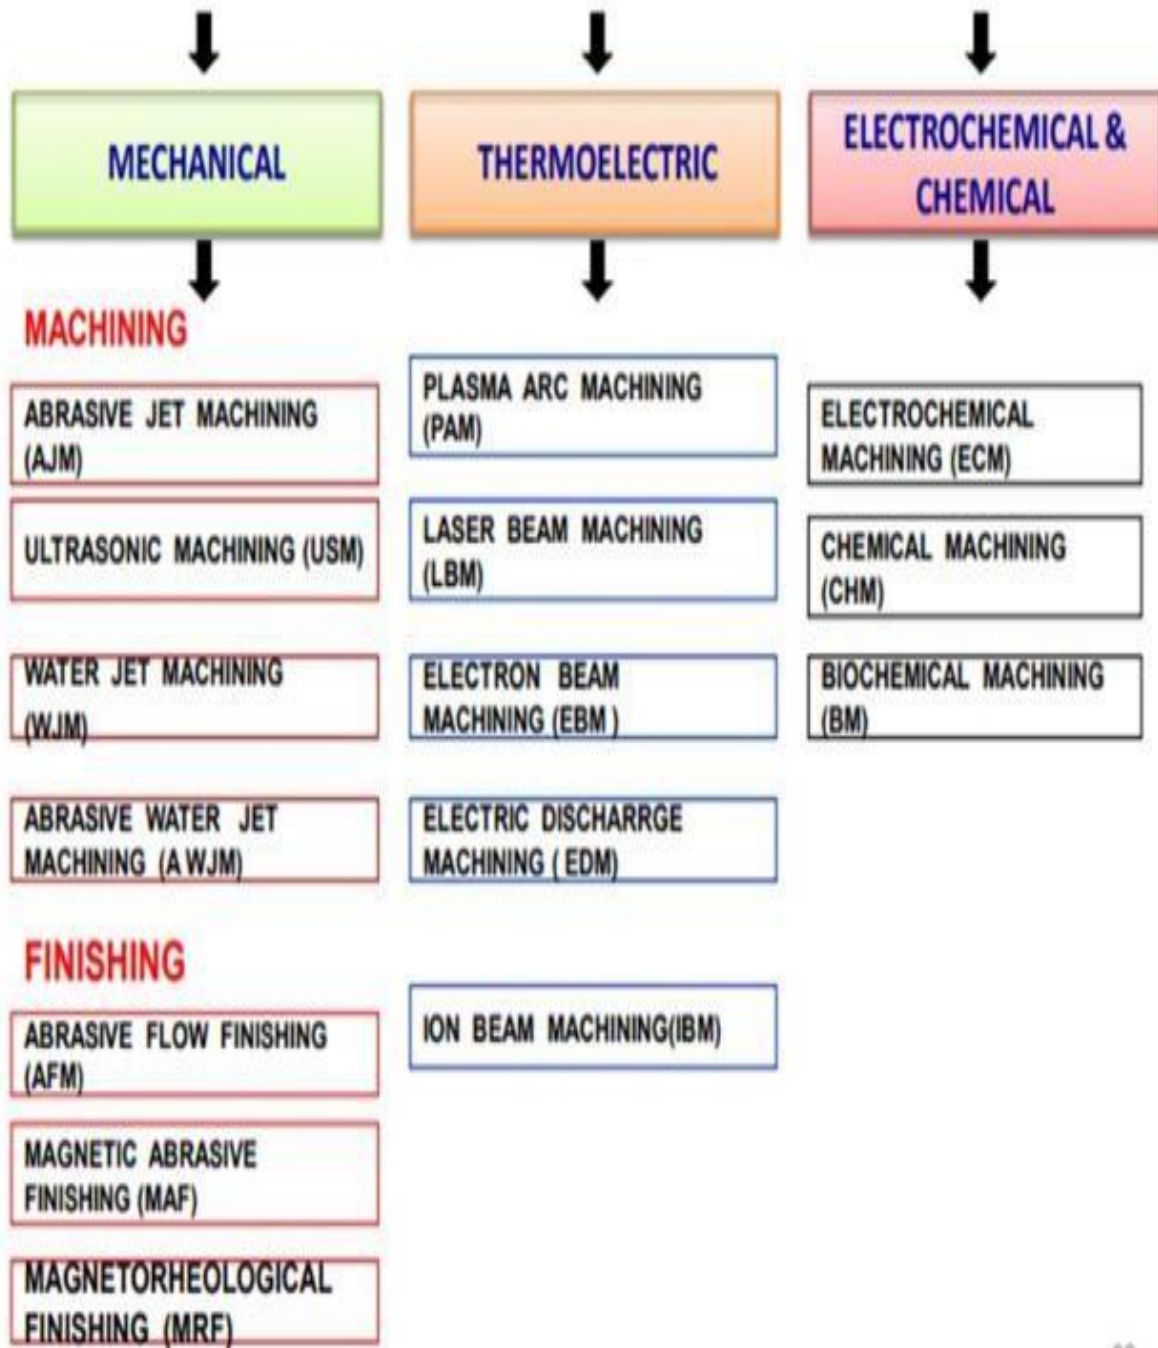 MECHANICAL
THERMOELECTRIC
ELECTROCHEMICAL &
CHEMICAL
MACHINING
ABRASIVE JET MACHINING
(AJM)
ULTRASONIC MACHINING (USM)
WATER JET MACHINING
(WJM)
ABRASIVE WATER JET
MACHINING (A WJM)
FINISHING
ABRASIVE FLOW FINISHING
(AFM)
MAGNETIC ABRASIVE
FINISHING (MAF)
MAGNETORHEOLOGICAL
FINISHING (MRF)
PLASMA ARC MACHINING
(PAM)
LASER BEAM MACHINING
(LBM)
ELECTRON BEAM
MACHINING (EBM )
ELECTRIC DISCHARRGE
MACHINING ( EDM)
ION BEAM MACHINING(IBM)
ELECTROCHEMICAL
MACHINING (ECM)
CHEMICAL MACHINING
(CHM)
BIOCHEMICAL MACHINING
(BM)